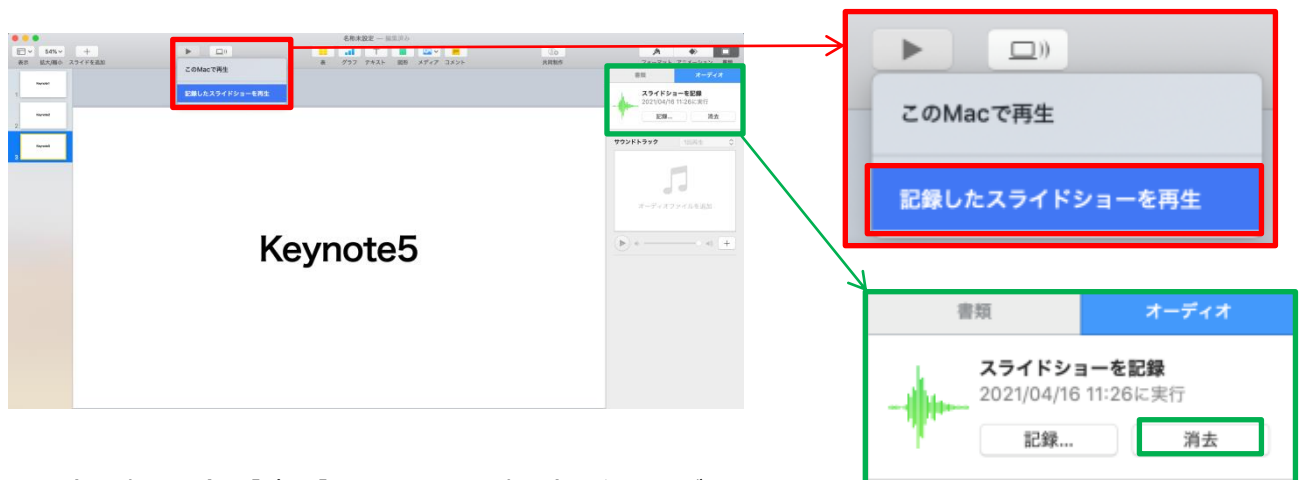 名称未設定 — 編集済み
54%
表示 拡大/縮小 スライドを追加
表 グラフ テキスト 図形 メディア コメント
共同制作
フォーマット アニメーション 書類
このMacで再生
記録したスライドショーを再生
1
2
3
Keynote5
書類 オーディオ
スライドショーを記録
2021/04/16 11:26に実行
記録... 消去
サウンドトラック
オーディオファイルを追加
このMacで再生
記録したスライドショーを再生
書類 オーディオ
スライドショーを記録
2021/04/16 11:26に実行
記録... 消去